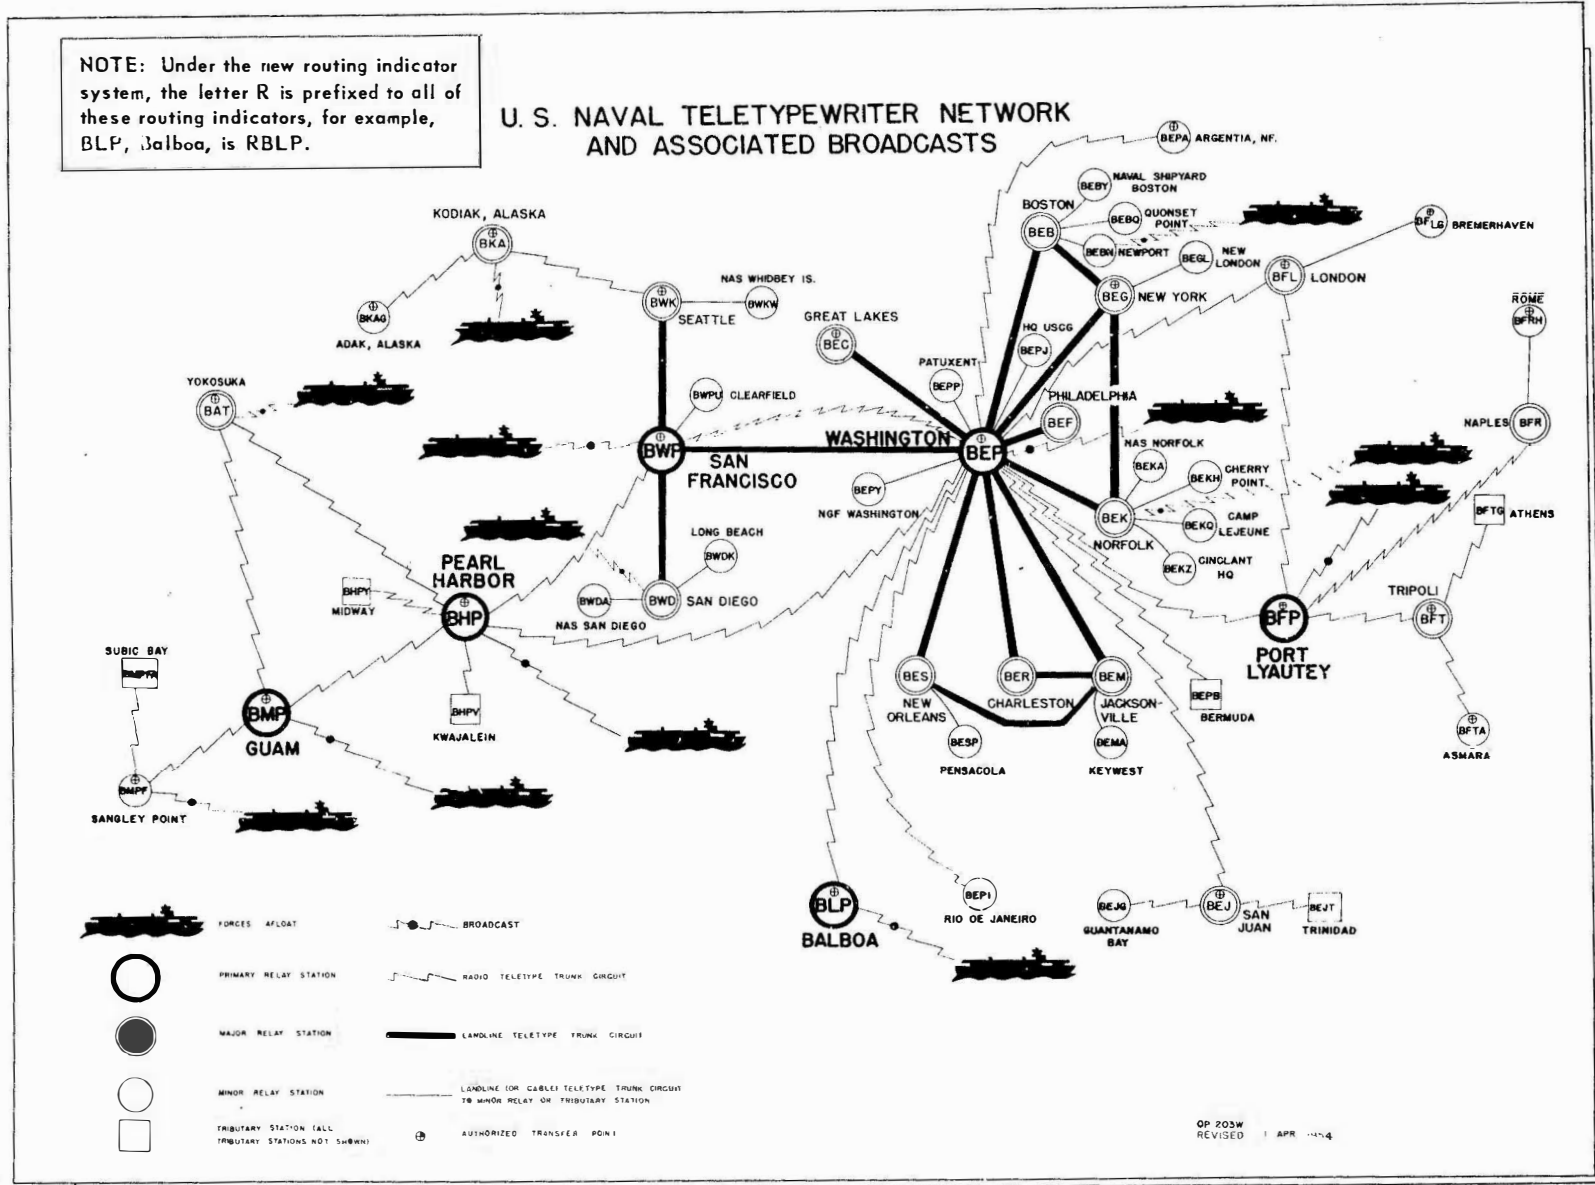 NOTE: Under the new routing indicator
system, the letter R is prefixed to all of
these routing indicators, for example,
BLP, Balboa, is RBLP.
U. S. NAVAL TELETYPEWRITER NETWORK
AND ASSOCIATED BROADCASTS
BEPA ARGENTIA, NF.
BEBY NAVAL SHIPYARD
BOSTON
BOSTON
BEB
BEBQ QUONSET
POINT
BEBN NEWPORT
BEGL NEW
LONDON
BEG NEW YORK
BFL LONDON
BFLG BREMERHAVEN
KODIAK, ALASKA
BKA
BKAG
ADAK, ALASKA
NAS WHIDBEY IS.
BWK
BWKW
SEATTLE
GREAT LAKES
BEC
HQ USCG
BEPJ
PATUXENT
BEPP
ROME
BFRH
YOKOSUKA
BAT
BWPU CLEARFIELD
PHILADELPHIA
BEF
NAPLES BFR
BWP
SAN
FRANCISCO
WASHINGTON
BEP
NAS NORFOLK
BEKA
BEKH CHERRY
POINT
BEPY
NGF WASHINGTON
BEK
NORFOLK
BEKQ CAMP
LEJEUNE
BEKZ CINCLANT
HQ
BFTG ATHENS
LONG BEACH
BWDK
PEARL
HARBOR
BHPY
MIDWAY
BHP
BWDA
NAS SAN DIEGO
BWD SAN DIEGO
TRIPOLI
BFT
BFP
PORT
LYAUTEY
SUBIC BAY
BMP
GUAM
BHPV
KWAJALEIN
BES
NEW
ORLEANS
BER
CHARLESTON
BEM
JACKSON-
VILLE
BEPB
BERMUDA
BESP
PENSACOLA
BEMA
KEYWEST
BFTA
ASMARA
BMPF
SANGLEY POINT
BLP
BALBOA
BEPI
RIO DE JANEIRO
BEJG
GUANTANAMO
BAY
BEJ
SAN
JUAN
BEJT
TRINIDAD
FORCES AFLOAT
BROADCAST
PRIMARY RELAY STATION
RADIO TELETYPE TRUNK CIRCUIT
MAJOR RELAY STATION
LANDLINE TELETYPE TRUNK CIRCUIT
MINOR RELAY STATION
LANDLINE (OR CABLE) TELETYPE TRUNK CIRCUIT
TO MINOR RELAY OR TRIBUTARY STATION
TRIBUTARY STATION (ALL
TRIBUTARY STATIONS NOT SHOWN)
AUTHORIZED TRANSFER POINT
OP 203W
REVISED 1 APR